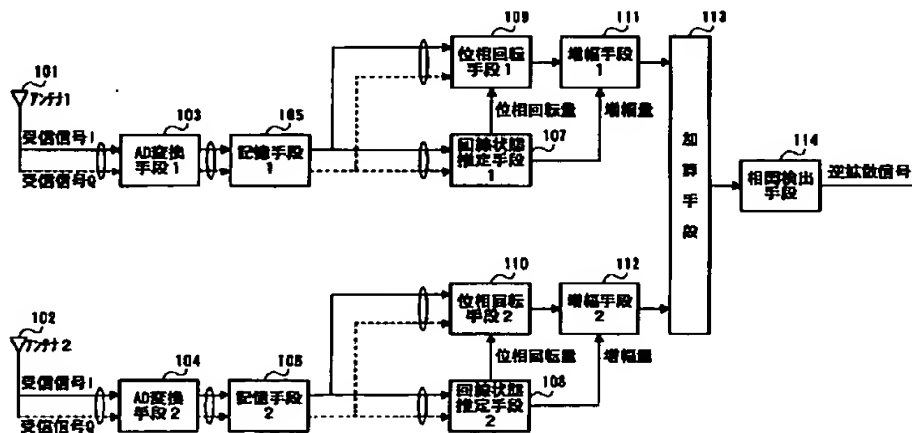 101
アンテナ1
受信信号I
受信信号Q
103
AD変換
手段1
105
記憶手段
1
109
位相回転
手段1
111
増幅手段
1
位相回転量
増幅量
回線状態
推定手段
1
107
113
加算手段
114
相関検出
手段
逆拡散信号
102
アンテナ2
受信信号I
受信信号Q
104
AD変換
手段2
106
記憶手段
2
110
位相回転
手段2
112
増幅手段
2
位相回転量
増幅量
回線状態
推定手段
2
108